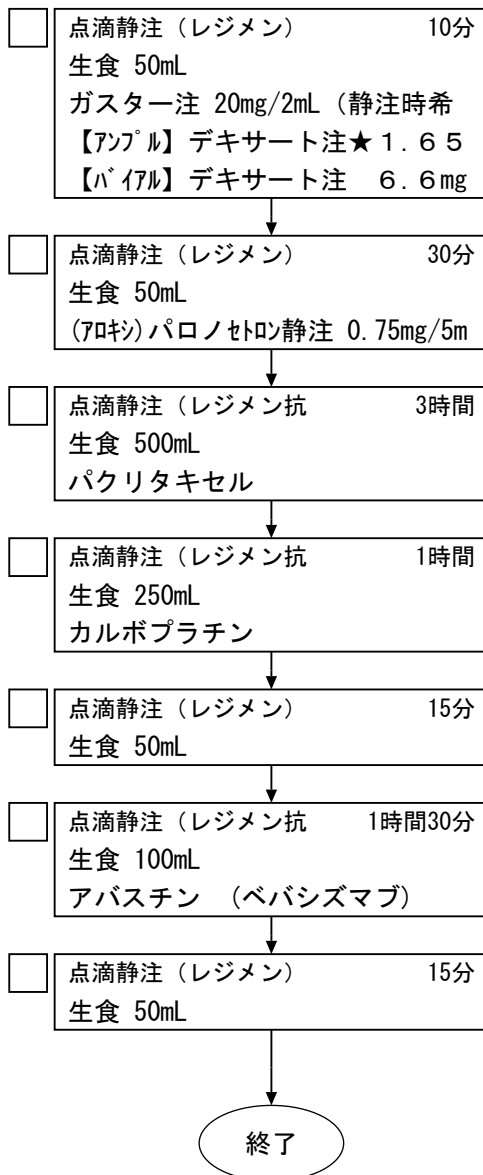 点滴静注（レジメン） 10分
生食 50mL
ガスター注 20mg/2mL（静注時希
【ｱﾝﾌﾟﾙ】デキサート注★１．６５
【ﾊﾞｲｱﾙ】デキサート注　６．６mg
点滴静注（レジメン） 30分
生食 50mL
(ｱﾛｷｼ)パロノｾﾄﾛﾝ静注 0.75mg/5m
点滴静注（レジメン抗 3時間
生食 500mL
パクリタキセル
点滴静注（レジメン抗 1時間
生食 250mL
カルボプラチン
点滴静注（レジメン） 15分
生食 50mL
点滴静注（レジメン抗 1時間30分
生食 100mL
アバスチン　（ベバシズマブ）
点滴静注（レジメン） 15分
生食 50mL
終了